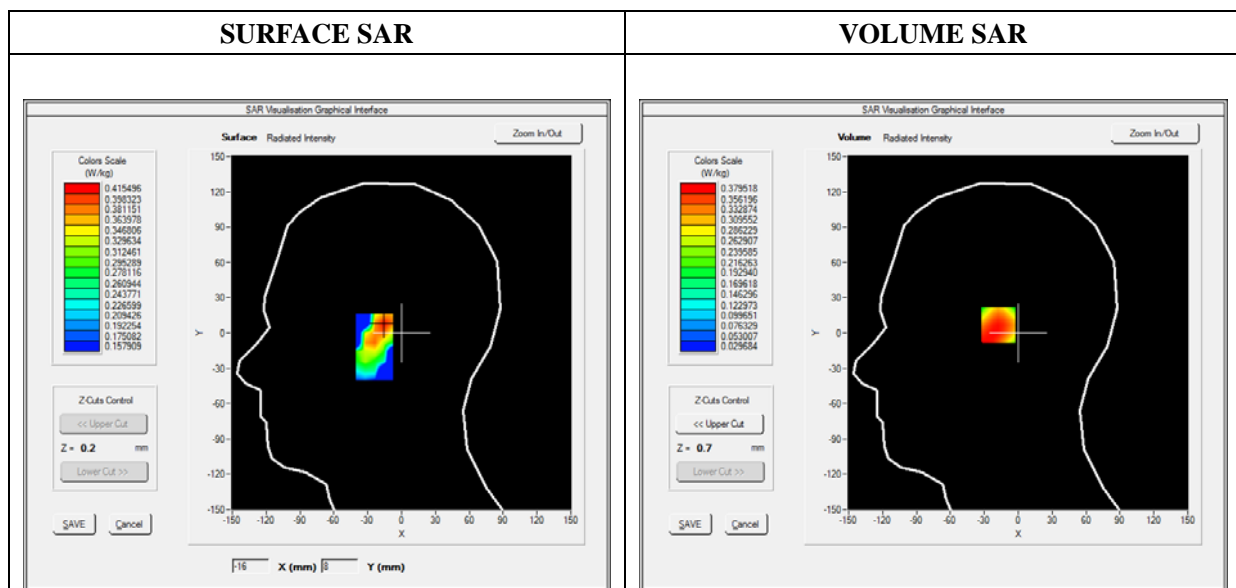 SURFACE SAR
VOLUME SAR
SAR Visualisation Graphical Interface
Surface Radiated Intensity
Zoom In/Out
Colors Scale
(W/kg)
0.415496
0.398323
0.381151
0.363978
0.346806
0.329634
0.312461
0.295289
0.278116
0.260944
0.243771
0.226599
0.209426
0.192254
0.175082
0.157909
150
120
90
60
30
0
-30
-60
-90
-120
-150
Y
-150 -120 -90 -60 -30 0 30 60 90 120 150
X
Z-Cuts Control
<< Upper Cut
Z = 0.2 mm
Lower Cut >>
SAVE Cancel
-16 X (mm) 8 Y (mm)
SAR Visualisation Graphical Interface
Volume Radiated Intensity
Zoom In/Out
Colors Scale
(W/kg)
0.379518
0.356196
0.332874
0.309552
0.286229
0.262907
0.239585
0.216263
0.192940
0.169618
0.146296
0.122973
0.099651
0.076329
0.053007
0.029684
150
120
90
60
30
0
-30
-60
-90
-120
-150
Y
-150 -120 -90 -60 -30 0 30 60 90 120 150
X
Z-Cuts Control
<< Upper Cut
Z = 0.7 mm
Lower Cut >>
SAVE Cancel